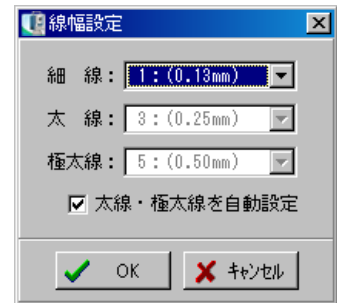 線幅設定
細　線： 1：(0.13mm)
太　線： 3：(0.25mm)
極太線： 5：(0.50mm)
太線・極太線を自動設定
OK ｷｬﾝｾﾙ